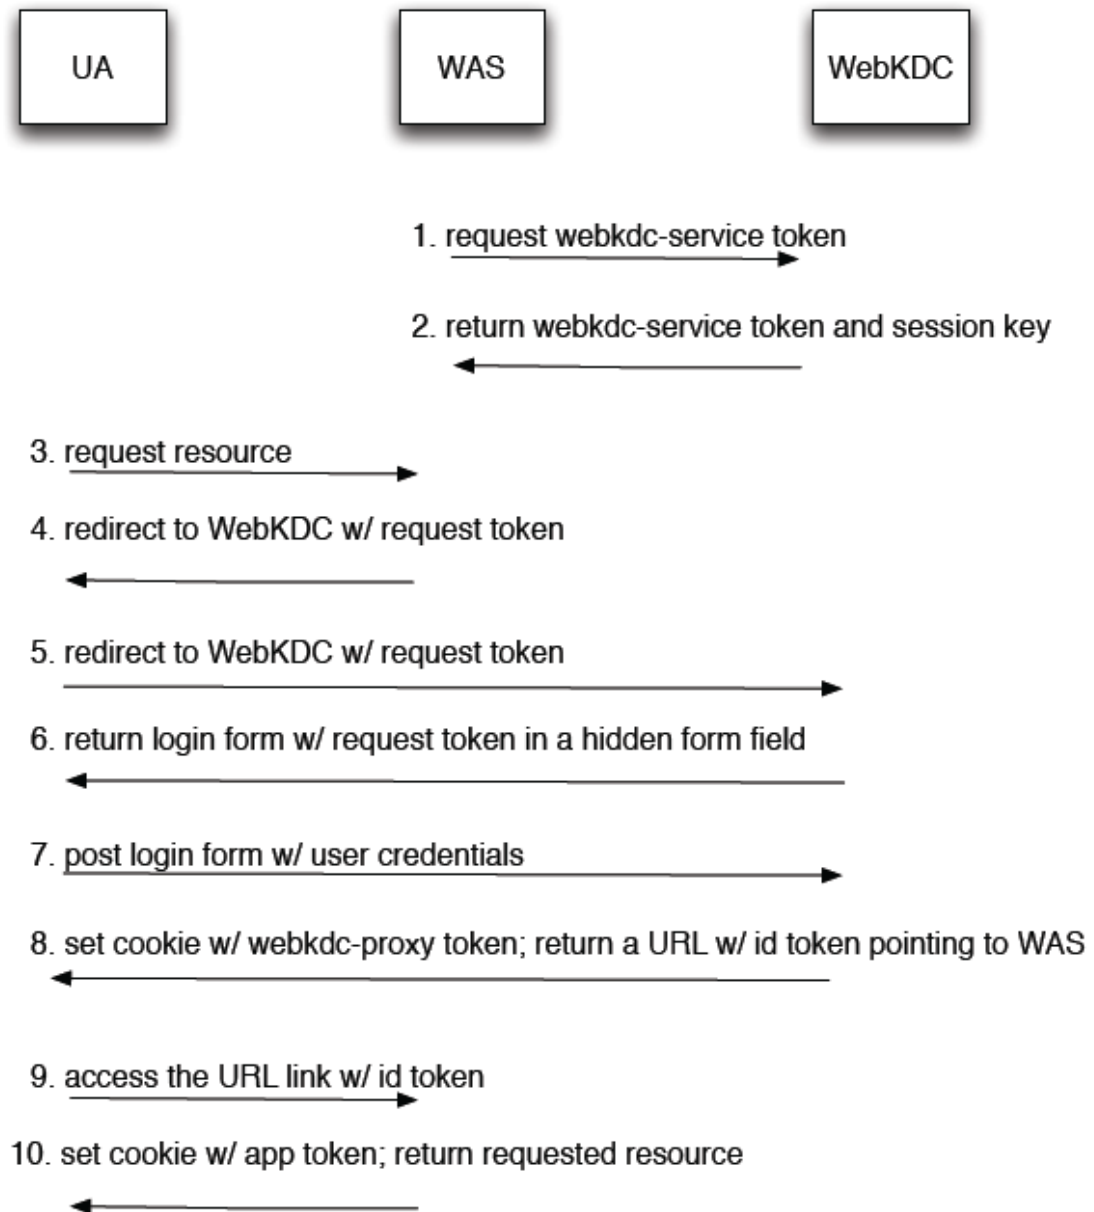 UA
WAS
WebKDC
1. request webkdc-service token
2. return webkdc-service token and session key
3. request resource
4. redirect to WebKDC w/ request token
5. redirect to WebKDC w/ request token
6. return login form w/ request token in a hidden form field
7. post login form w/ user credentials
8. set cookie w/ webkdc-proxy token; return a URL w/ id token pointing to WAS
9. access the URL link w/ id token
10. set cookie w/ app token; return requested resource